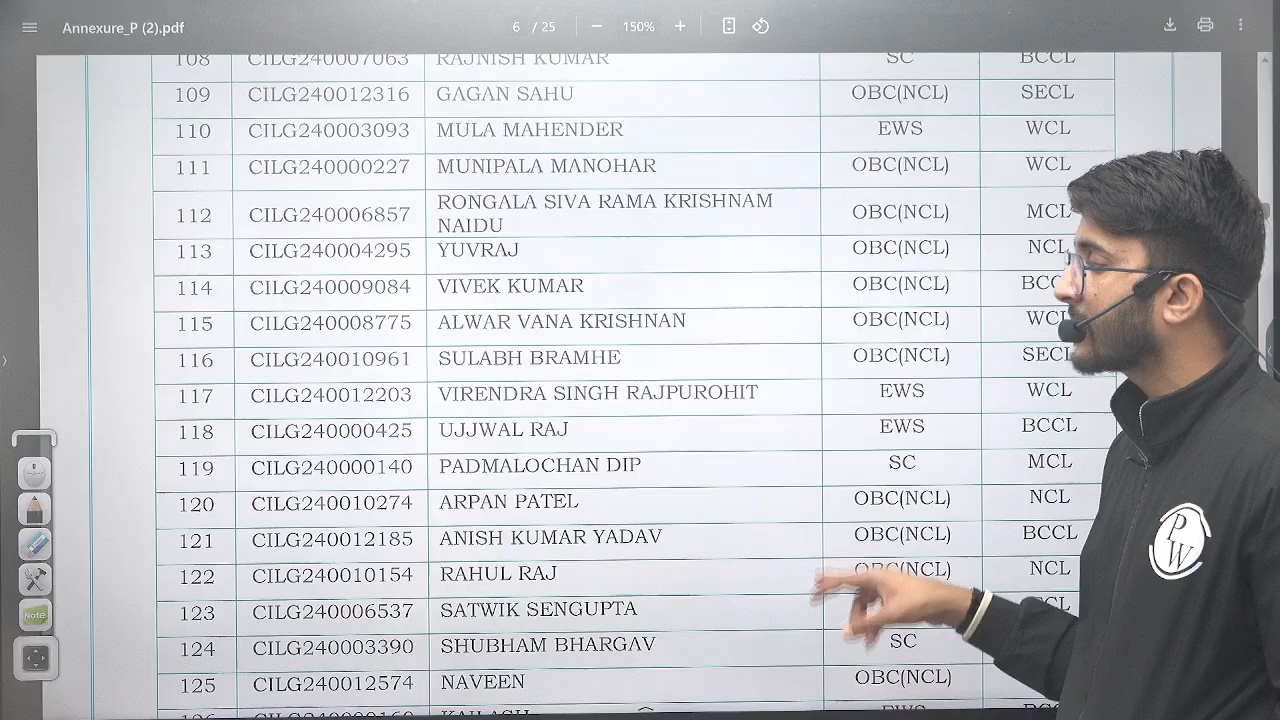 Annexure_P (2).pdf 6 / 25 150%
108 CILG240007063 RAJNISH KUMAR SC BCCL
109 CILG240012316 GAGAN SAHU OBC(NCL) SECL
110 CILG240003093 MULA MAHENDER EWS WCL
111 CILG240000227 MUNIPALA MANOHAR OBC(NCL) WCL
112 CILG240006857 RONGALA SIVA RAMA KRISHNAM OBC(NCL) MCL
NAIDU
113 CILG240004295 YUVRAJ OBC(NCL) NCL
114 CILG240009084 VIVEK KUMAR OBC(NCL)
115 CILG240008775 ALWAR VANA KRISHNAN OBC(NCL) WCL
116 CILG240010961 SULABH BRAMHE OBC(NCL) SECL
117 CILG240012203 VIRENDRA SINGH RAJPUROHIT EWS WCL
118 CILG240000425 UJJWAL RAJ EWS BCCL
119 CILG240000140 PADMALOCHAN DIP SC MCL
120 CILG240010274 ARPAN PATEL OBC(NCL) NCL
121 CILG240012185 ANISH KUMAR YADAV OBC(NCL) BCCL
122 CILG240010154 RAHUL RAJ OBC(NCL) NCL
123 CILG240006537 SATWIK SENGUPTA
124 CILG240003390 SHUBHAM BHARGAV SC
125 CILG240012574 NAVEEN OBC(NCL)
Note
PW